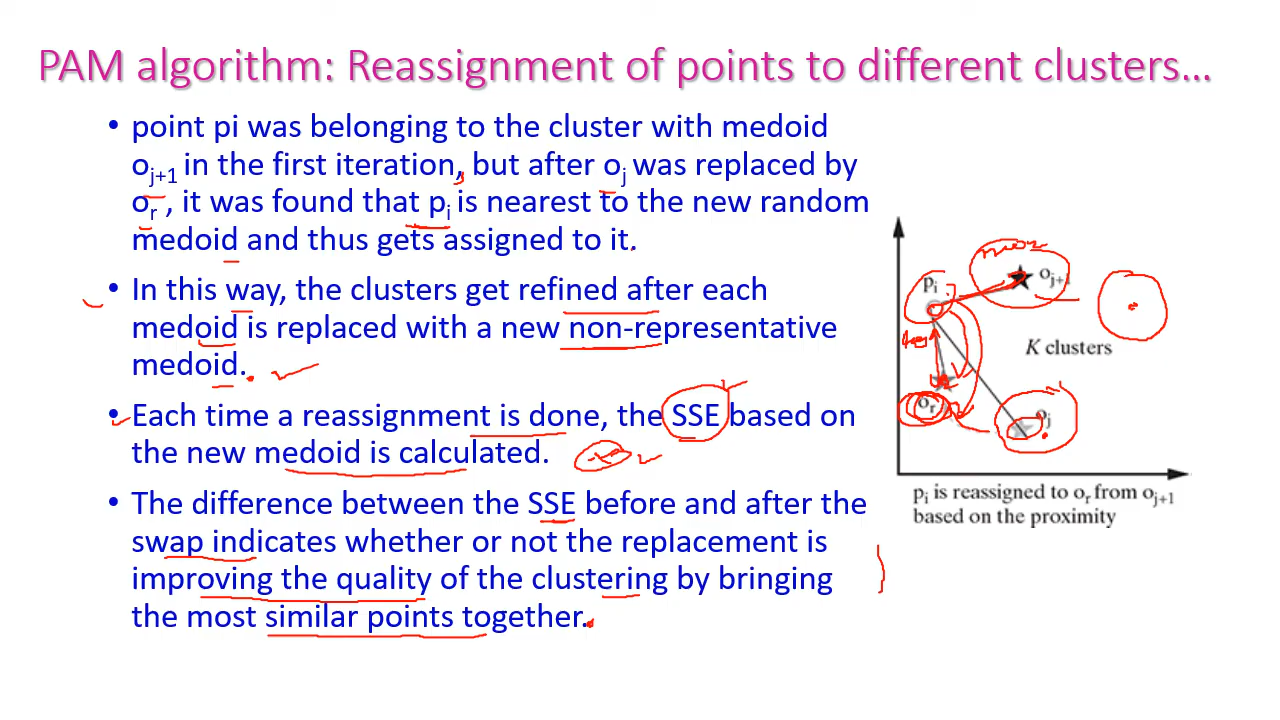 PAM algorithm: Reassignment of points to different clusters...
• point pi was belonging to the cluster with medoid
oj+1 in the first iteration, but after oj was replaced by
or , it was found that pi is nearest to the new random
medoid and thus gets assigned to it.
• In this way, the clusters get refined after each
medoid is replaced with a new non-representative
medoid.
• Each time a reassignment is done, the SSE based on
the new medoid is calculated.
• The difference between the SSE before and after the
swap indicates whether or not the replacement is
improving the quality of the clustering by bringing
the most similar points together.
pi
oj+1
K clusters
or
oj
pi is reassigned to or from oj+1
based on the proximity